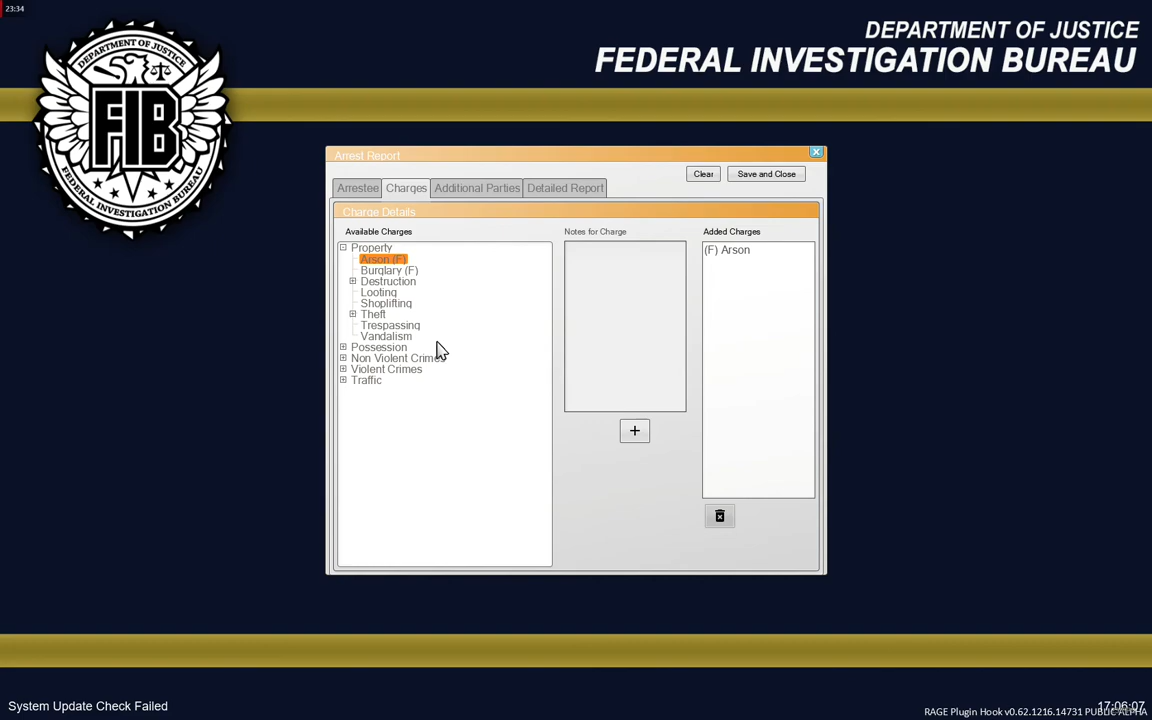 23:34
DEPARTMENT OF JUSTICE
FEDERAL INVESTIGATION BUREAU
DEPARTMENT OF JUSTICE
FIB
FEDERAL INVESTIGATION BUREAU
Arrest Report
Clear
Save and Close
Arrestee
Charges
Additional Parties
Detailed Report
Charge Details
Available Charges
Notes for Charge
Added Charges
Property
Arson (F)
Burglary (F)
Destruction
Looting
Shoplifting
Theft
Trespassing
Vandalism
Possession
Non Violent Crimes
Violent Crimes
Traffic
(F) Arson
System Update Check Failed
17:06:07
RAGE Plugin Hook v0.62.1216.14731 PUBLIC ALPHA